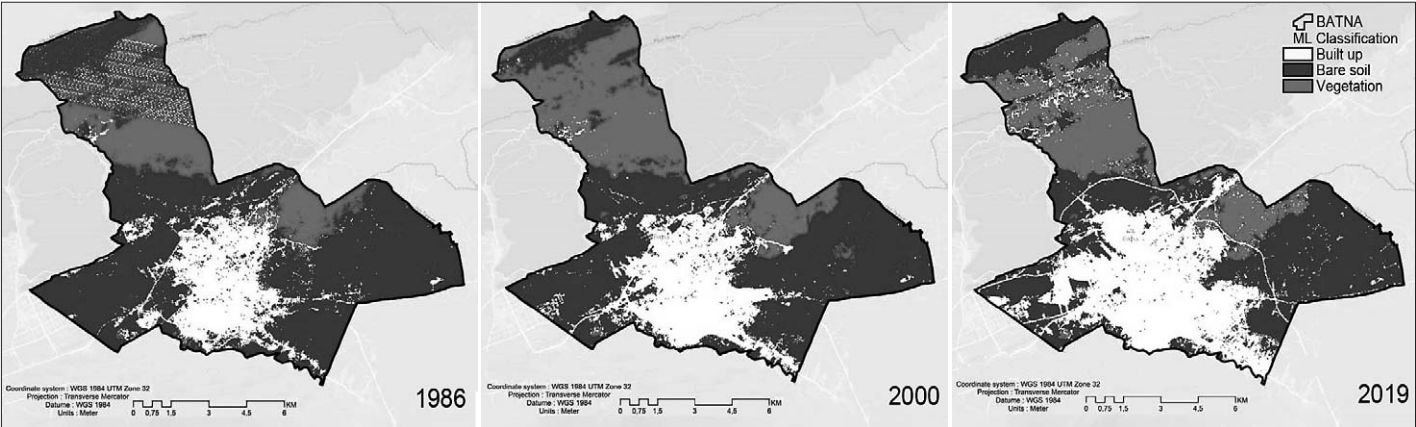 Coordinate system : WGS 1984 UTM Zone 32
Projection : Transverse Mercator
Datume : WGS 1984
Units : Meter
0 0,75 1,5 3 4,5 6
KM
1986
Coordinate system : WGS 1984 UTM Zone 32
Projection : Transverse Mercator
Datume : WGS 1984
Units : Meter
0 0,75 1,5 3 4,5 6
KM
2000
BATNA
ML Classification
Built up
Bare soil
Vegetation
Coordinate system : WGS 1984 UTM Zone 32
Projection : Transverse Mercator
Datume : WGS 1984
Units : Meter
0 0,75 1,5 3 4,5 6
KM
2019